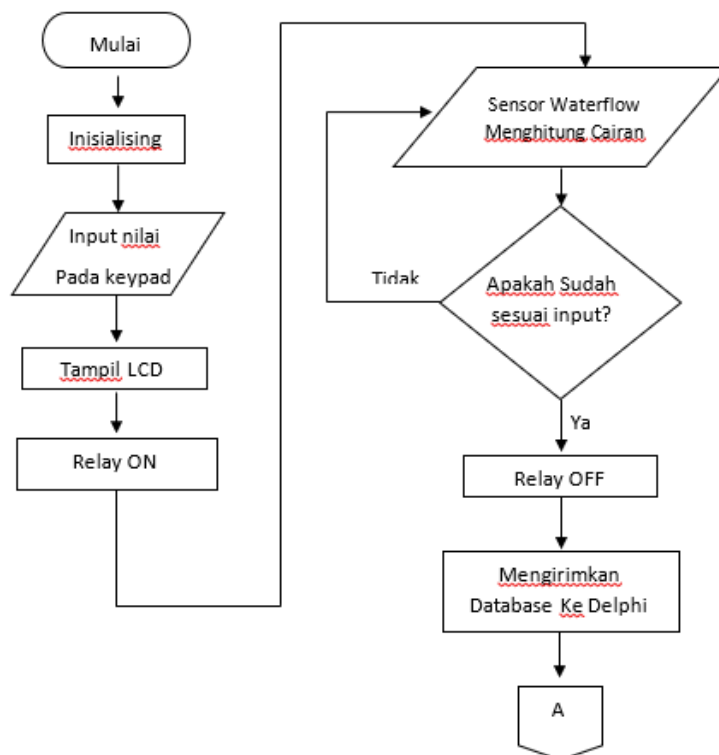 Mulai
Inisialising
Input nilai
Pada keypad
Tampil LCD
Relay ON
Sensor Waterflow
Menghitung Cairan
Tidak
Apakah Sudah
sesuai input?
Ya
Relay OFF
Mengirimkan
Database Ke Delphi
A